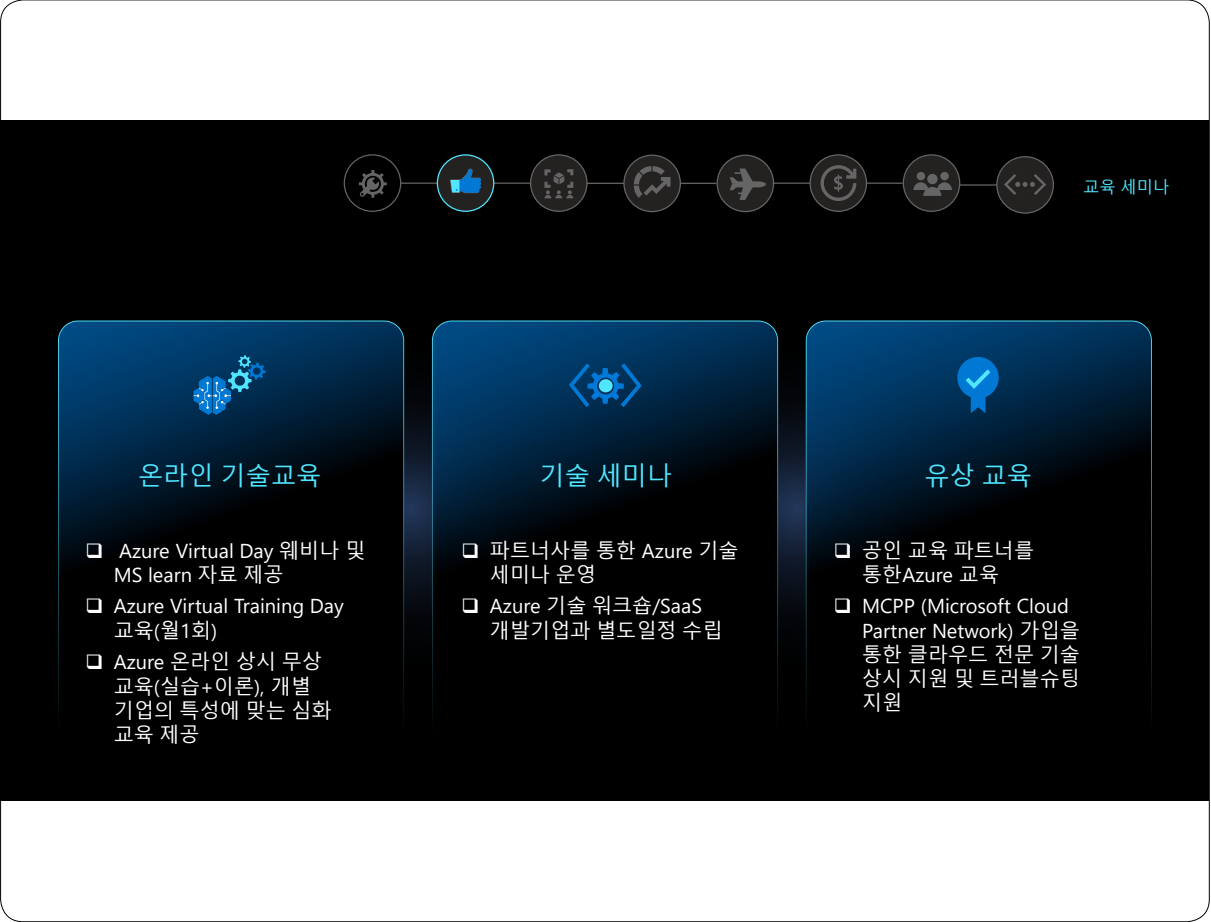 교육 세미나
온라인 기술교육
❑ Azure Virtual Day 웨비나 및
MS learn 자료 제공
❑ Azure Virtual Training Day
교육(월1회)
❑ Azure 온라인 상시 무상
교육(실습+이론), 개별
기업의 특성에 맞는 심화
교육 제공
기술 세미나
❑ 파트너사를 통한 Azure 기술
세미나 운영
❑ Azure 기술 워크숍/SaaS
개발기업과 별도일정 수립
유상 교육
❑ 공인 교육 파트너를
통한Azure 교육
❑ MCPP (Microsoft Cloud
Partner Network) 가입을
통한 클라우드 전문 기술
상시 지원 및 트러블슈팅
지원